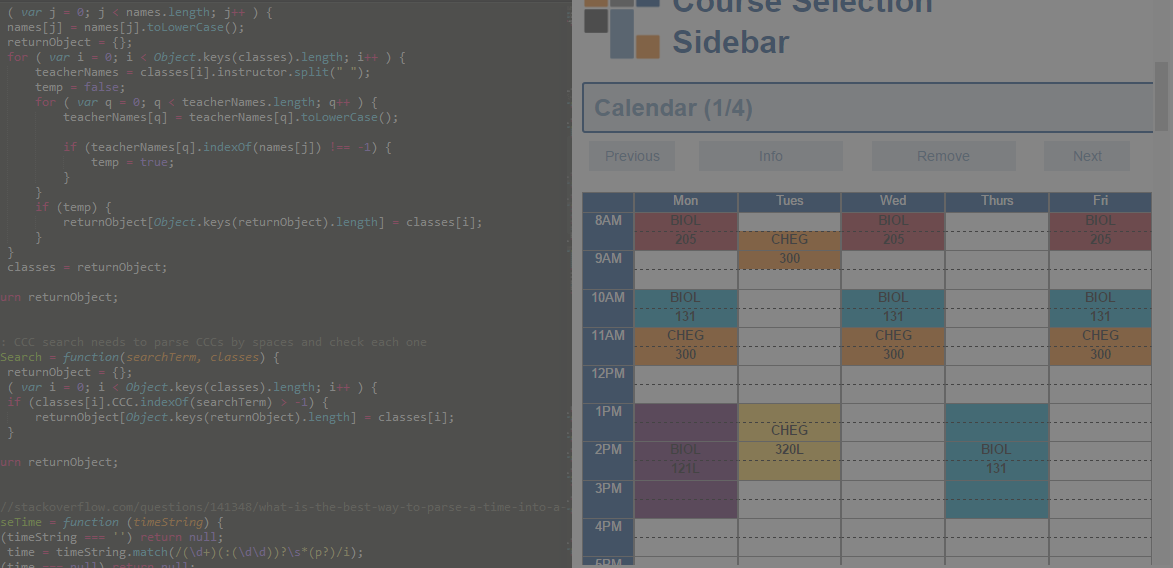 ( var j = 0; j < names.length; j++ ) {
names[j] = names[j].toLowerCase();
returnObject = {};
for ( var i = 0; i < Object.keys(classes).length; i++ ) {
teacherNames = classes[i].instructor.split(" ");
temp = false;
for ( var q = 0; q < teacherNames.length; q++ ) {
teacherNames[q] = teacherNames[q].toLowerCase();
if (teacherNames[q].indexOf(names[j]) !== -1) {
temp = true;
}
}
if (temp) {
returnObject[Object.keys(returnObject).length] = classes[i];
}
}
classes = returnObject;
urn returnObject;
: CCC search needs to parse CCCs by spaces and check each one
Search = function(searchTerm, classes) {
returnObject = {};
( var i = 0; i < Object.keys(classes).length; i++ ) {
if (classes[i].CCC.indexOf(searchTerm) > -1) {
returnObject[Object.keys(returnObject).length] = classes[i];
}
urn returnObject;
//stackoverflow.com/questions/141348/what-is-the-best-way-to-parse-a-time-into-a-
seTime = function (timeString) {
(timeString === '') return null;
time = timeString.match(/(\d+)(:(\d\d))?\s*(p?)/i);
(time === null) return null;
Course Selection
Sidebar
Calendar (1/4)
Previous Info Remove Next
Mon Tues Wed Thurs Fri
8AM BIOL BIOL BIOL
205 CHEG 205 205
9AM 300
10AM BIOL BIOL BIOL
131 131 131
11AM CHEG CHEG CHEG
300 300 300
12PM
1PM
CHEG
2PM BIOL 320L BIOL
121L 131
3PM
4PM
5PM